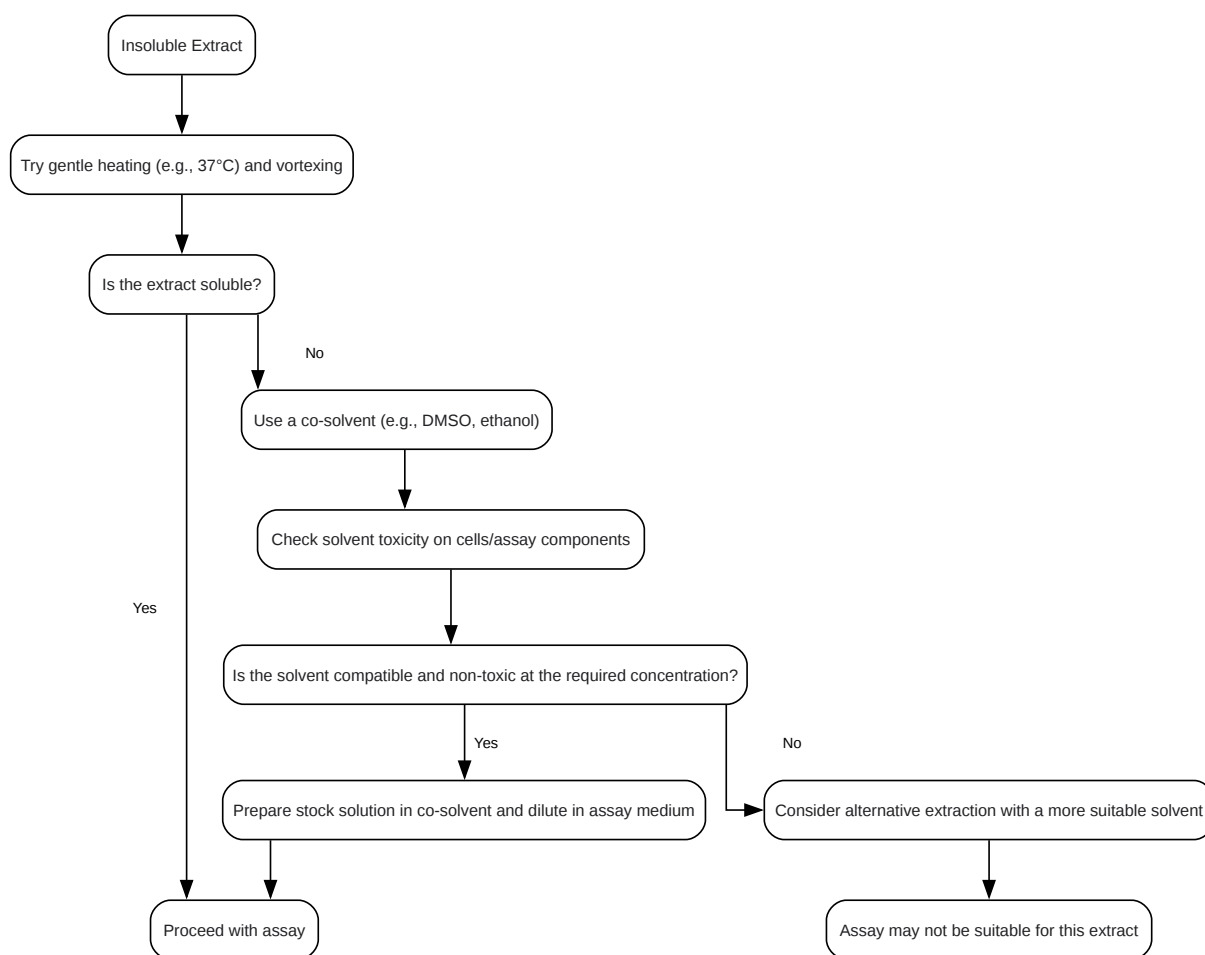 Insoluble Extract
Try gentle heating (e.g., 37°C) and vortexing
Is the extract soluble?
No
Use a co-solvent (e.g., DMSO, ethanol)
Check solvent toxicity on cells/assay components
Yes
Is the solvent compatible and non-toxic at the required concentration?
Yes
No
Prepare stock solution in co-solvent and dilute in assay medium
Consider alternative extraction with a more suitable solvent
Proceed with assay
Assay may not be suitable for this extract